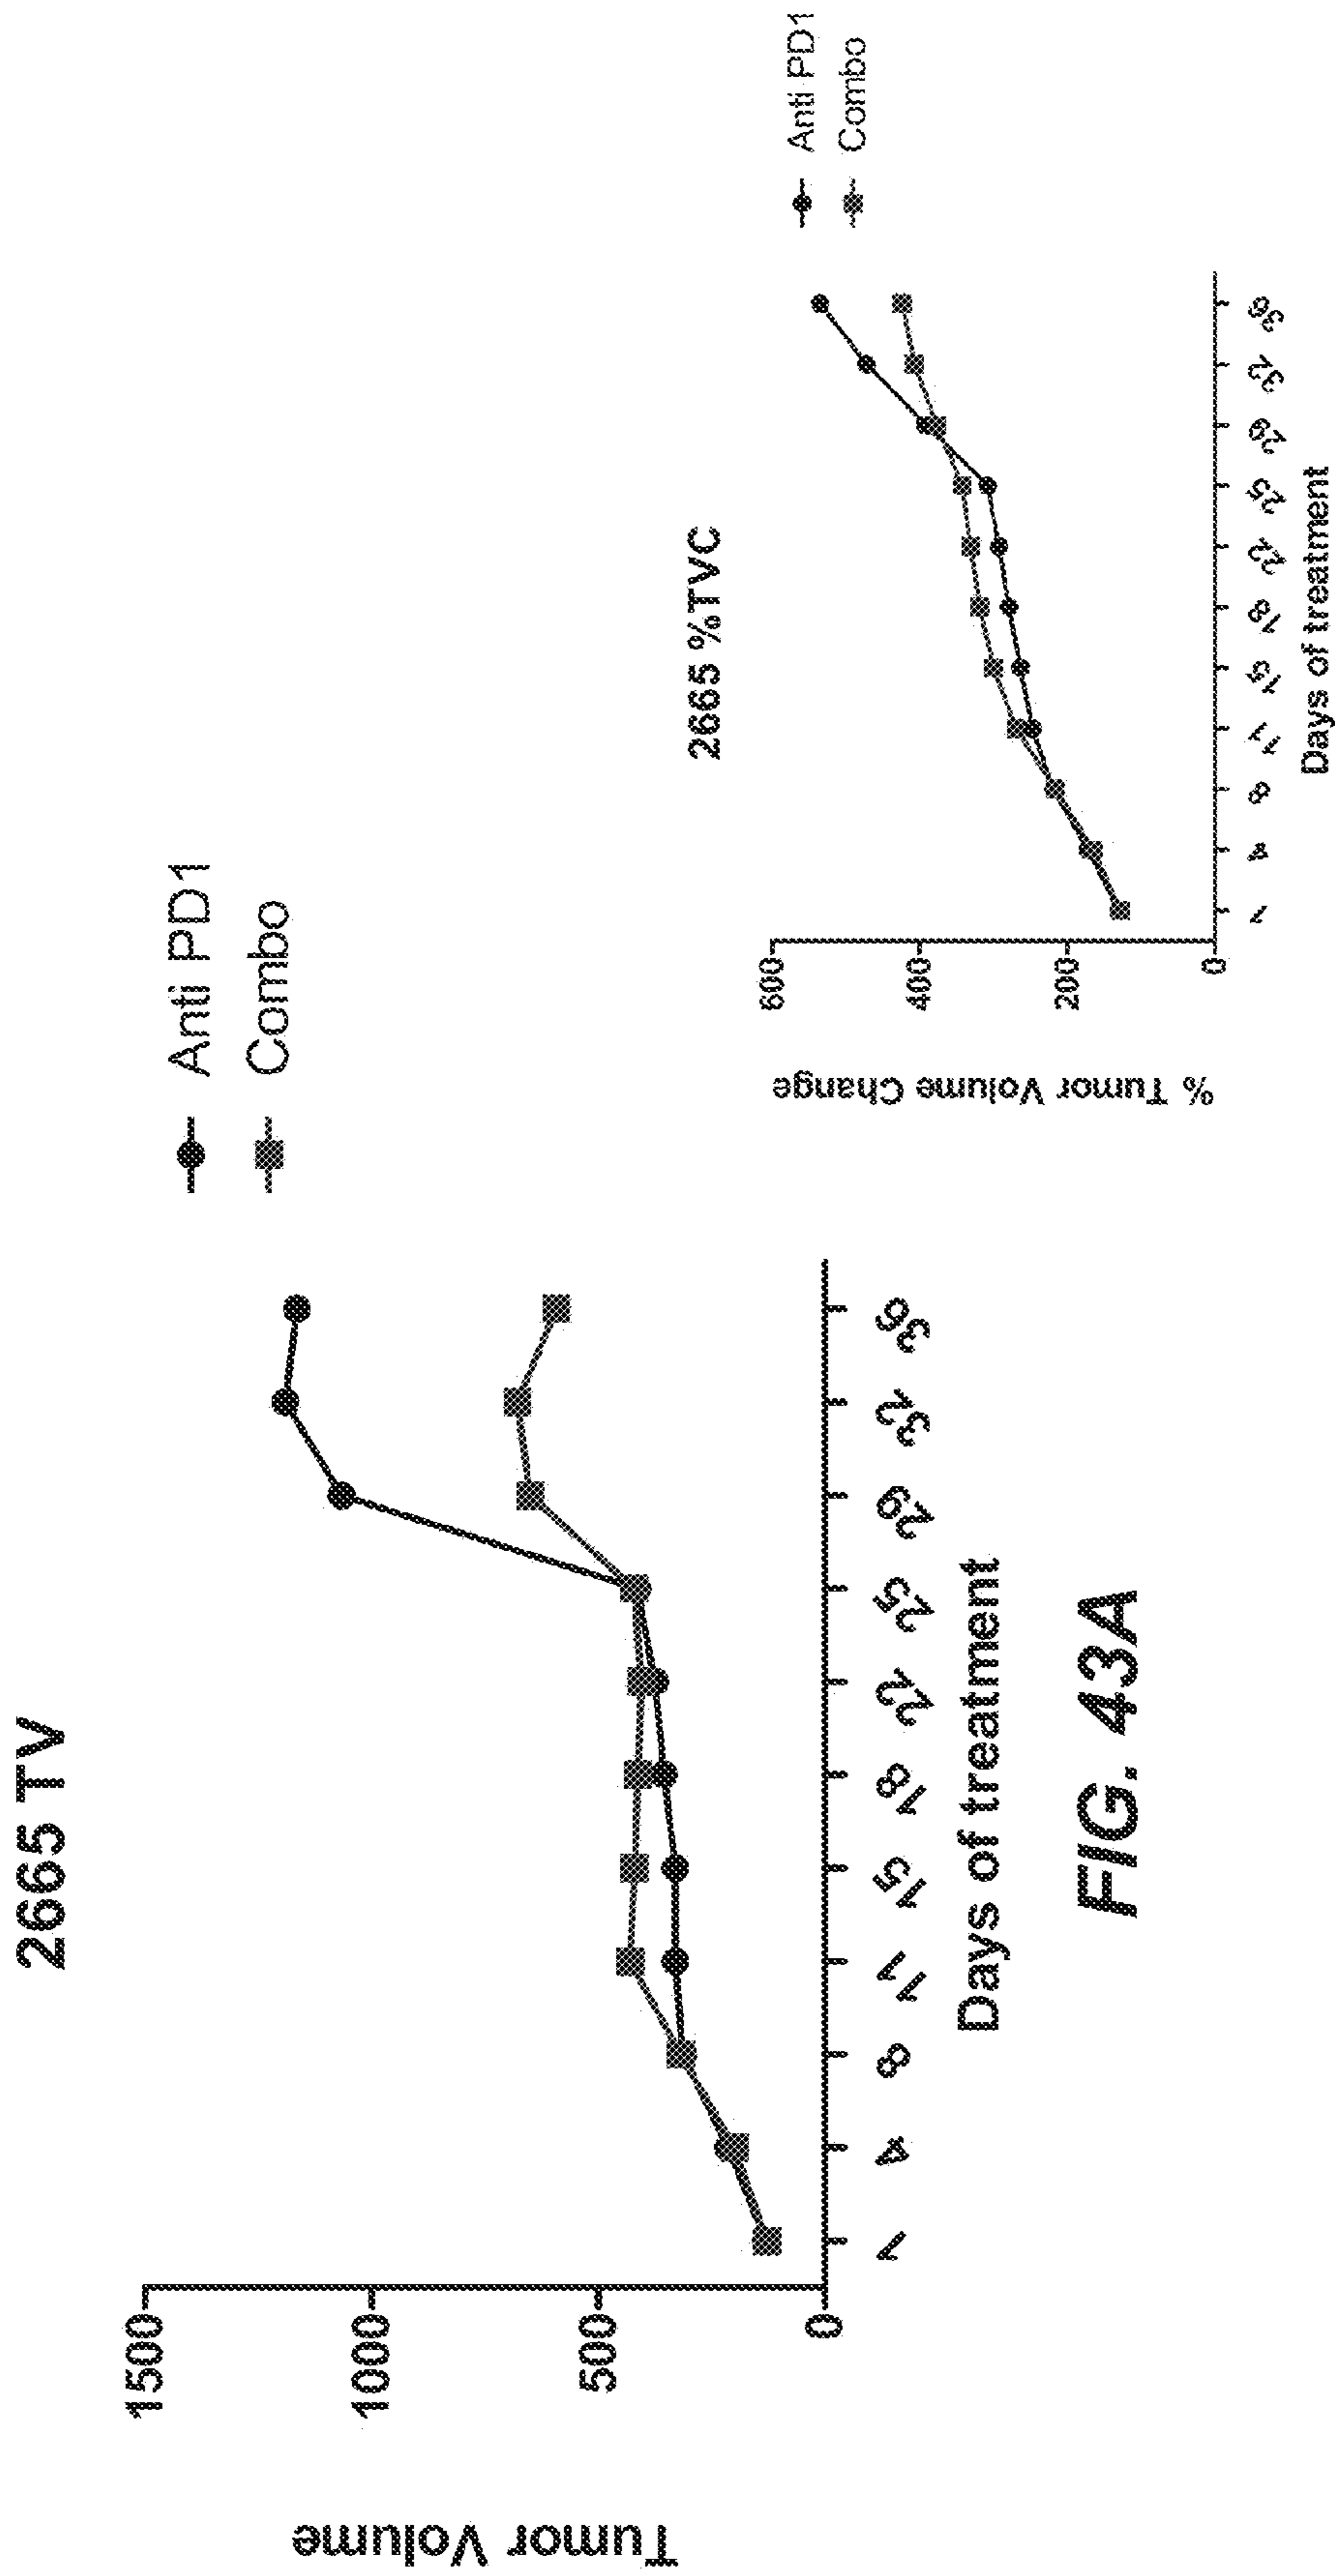 2665 TV
Anti PD1
Combo
Tumor Volume
1500
1000
500
0
1 4 8 11 15 18 22 25 29 32 36
Days of treatment
2665 %TVC
Anti PD1
Combo
% Tumor Volume Change
600
400
200
0
1 4 8 11 15 18 22 25 29 32 36
Days of treatment
FIG. 43A